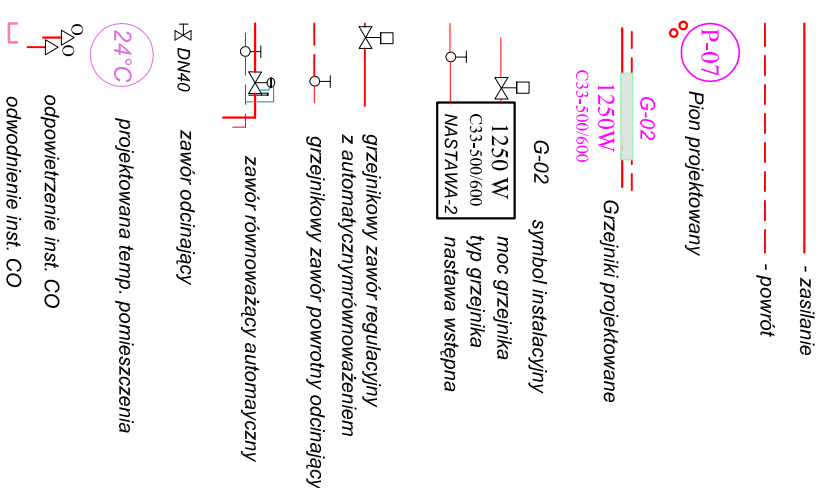 - zasilanie
- powrót
P-07
Pion projektowany
G-02
1250W
C33-500/600
Grzejniki projektowane
G-02
symbol instalacyjny
1250 W
moc grzejnika
C33-500/600
typ grzejnika
NASTAWA-2
nastawa wstępna
grzejnikowy zawór regulacyjny
z automatycznymrównoważeniem
grzejnikowy zawór powrotny odcinający
zawór równoważący automayczny
DN40
zawór odcinający
24°C
projektowana temp. pomieszczenia
odpowietrzenie inst. CO
odwodnienie inst. CO